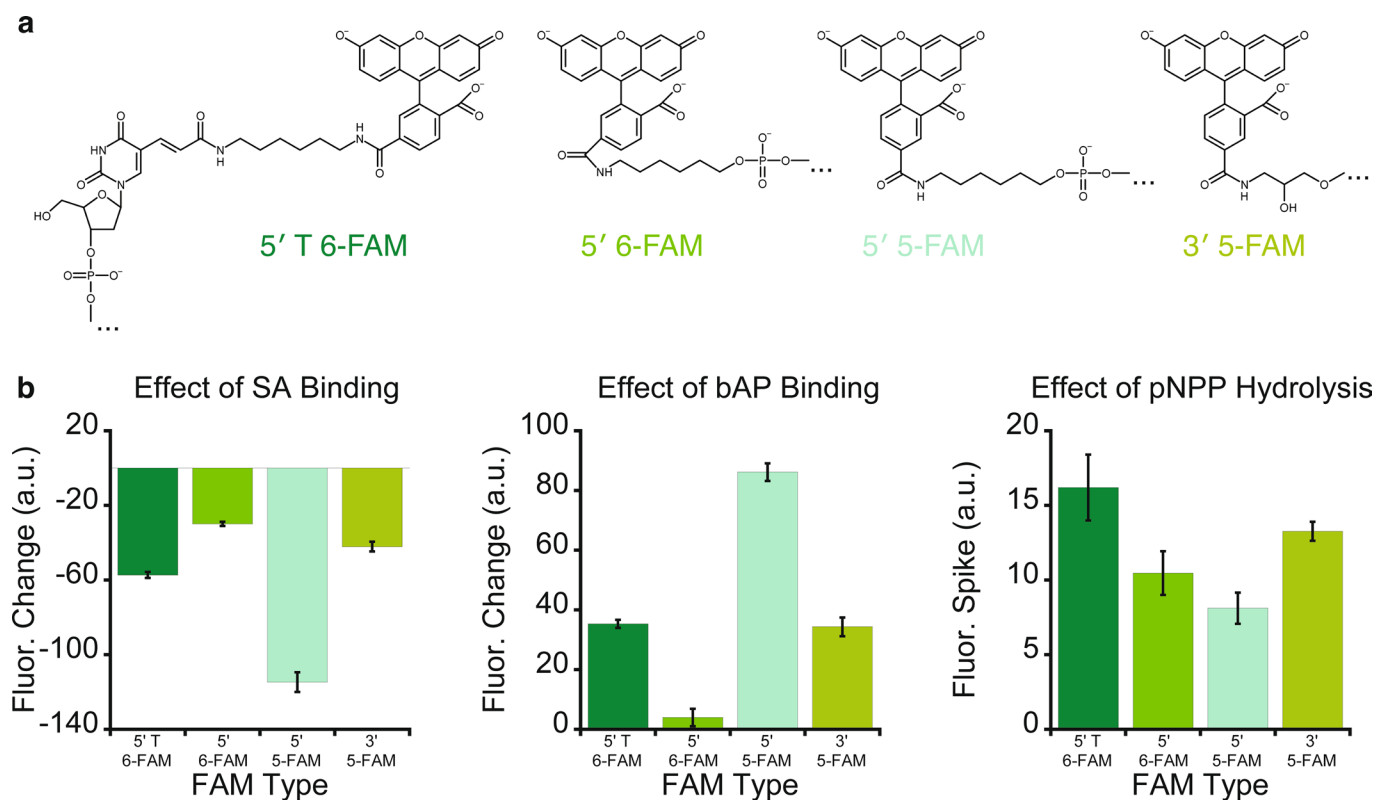 a
O⁻ O O
O⁻ O O
O⁻ O O
O⁻ O O
O⁻
O
O⁻
O
O⁻
O
O⁻
O
O O H N
NH N H O
O N
O
HO
O
O P O⁻
O
...
O NH O P O O⁻ O ...
O N H O P O O⁻ O ...
O N H OH O ...
5′ T 6-FAM
5′ 6-FAM
5′ 5-FAM
3′ 5-FAM
b
Effect of SA Binding
Fluor. Change (a.u.)
20
-20
-60
-100
-140
5' T 6-FAM
5' 6-FAM
5' 5-FAM
3' 5-FAM
FAM Type
Effect of bAP Binding
Fluor. Change (a.u.)
100
80
60
40
20
0
5' T 6-FAM
5' 6-FAM
5' 5-FAM
3' 5-FAM
FAM Type
Effect of pNPP Hydrolysis
Fluor. Spike (a.u.)
20
15
10
5
0
5' T 6-FAM
5' 6-FAM
5' 5-FAM
3' 5-FAM
FAM Type